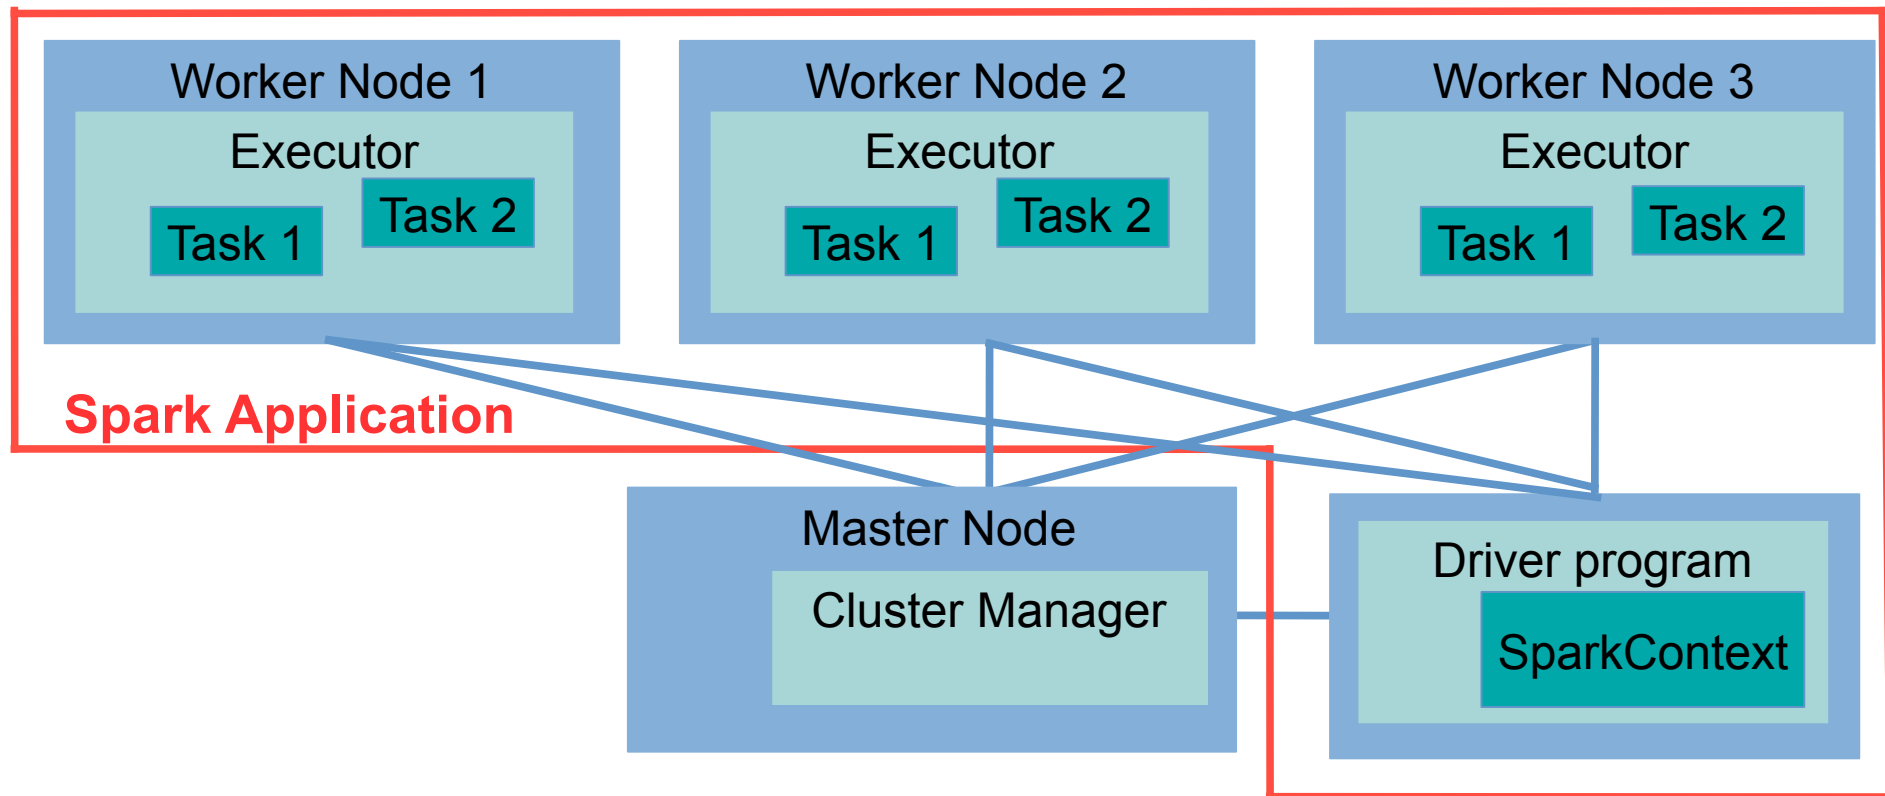 Worker Node 1
Executor
Task 1
Task 2
Worker Node 2
Executor
Task 1
Task 2
Worker Node 3
Executor
Task 1
Task 2
Spark Application
Master Node
Cluster Manager
Driver program
SparkContext